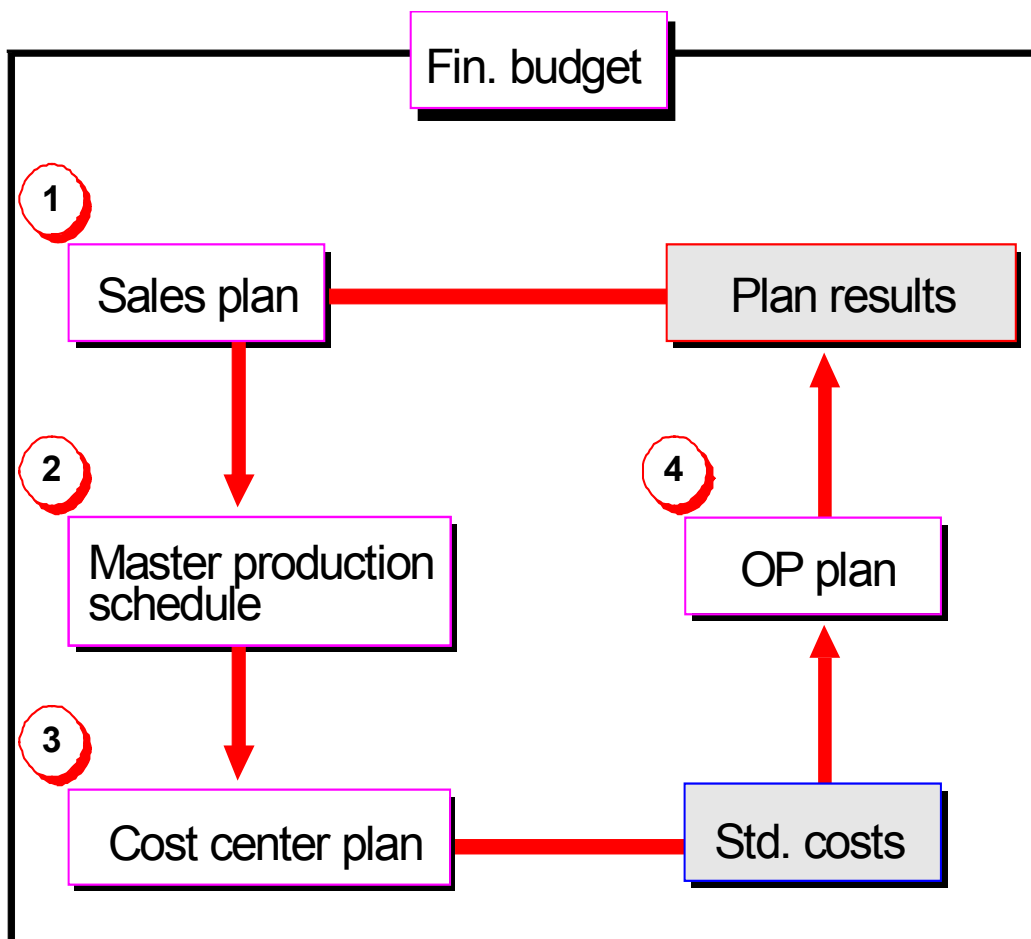 Fin. budget
1
Sales plan
Plan results
2
4
Master production
schedule
OP plan
3
Cost center plan
Std. costs